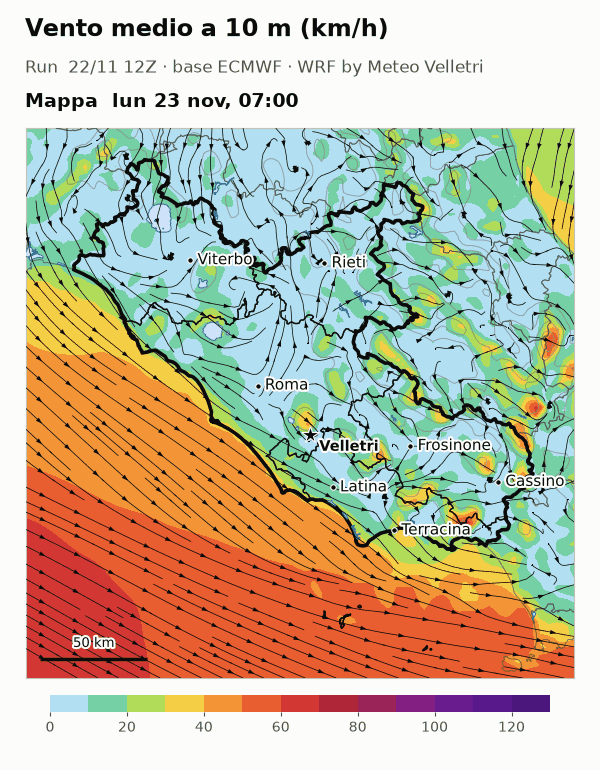 Vento medio a 10 m (km/h)
Run  22/11 12Z · base ECMWF · WRF by Meteo Velletri
Mappa  lun 23 nov, 07:00
Viterbo
Rieti
Roma
Velletri
Frosinone
Latina
Cassino
Terracina
50 km
0 20 40 60 80 100 120